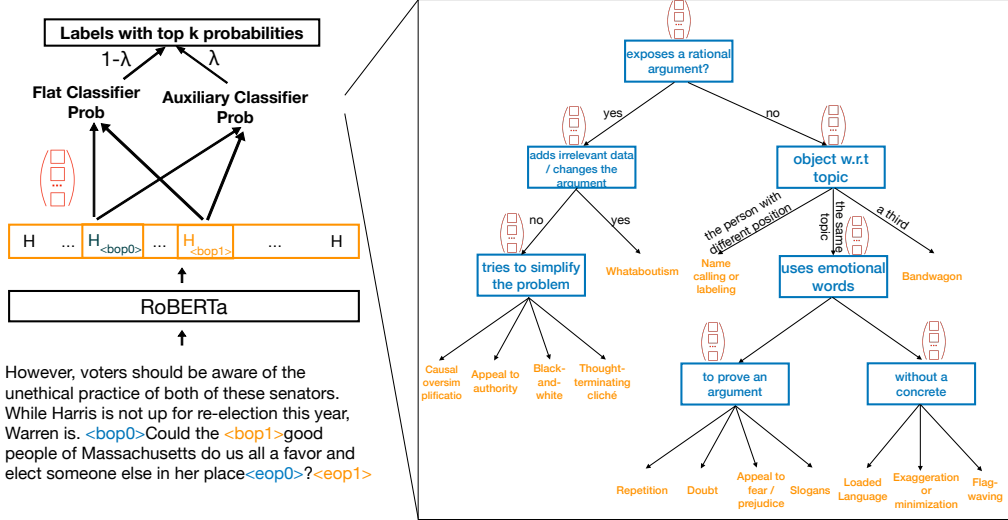 Labels with top k probabilities
1-λ
λ
Flat Classifier
Prob
Auxiliary Classifier
Prob
...
H
...
H
<bop0>
...
H
<bop1>
...
H
RoBERTa
However, voters should be aware of the
unethical practice of both of these senators.
While Harris is not up for re-election this year,
Warren is. <bop0>Could the <bop1>good
people of Massachusetts do us all a favor and
elect someone else in her place<eop0>?<eop1>
...
exposes a rational
argument?
yes
no
...
adds irrelevant data
/ changes the
argument
...
object w.r.t
topic
no
yes
the person with
different position
the same
topic
a third
...
tries to simplify
the problem
Whataboutism
Name
calling or
labeling
...
uses emotional
words
Bandwagon
Causal
oversim
plificatio
Appeal to
authority
Black-
and-
white
Thought-
terminating
cliché
...
to prove an
argument
...
without a
concrete
Repetition
Doubt
Appeal to
fear /
prejudice
Slogans
Loaded
Language
Exaggeration
or
minimization
Flag-
waving